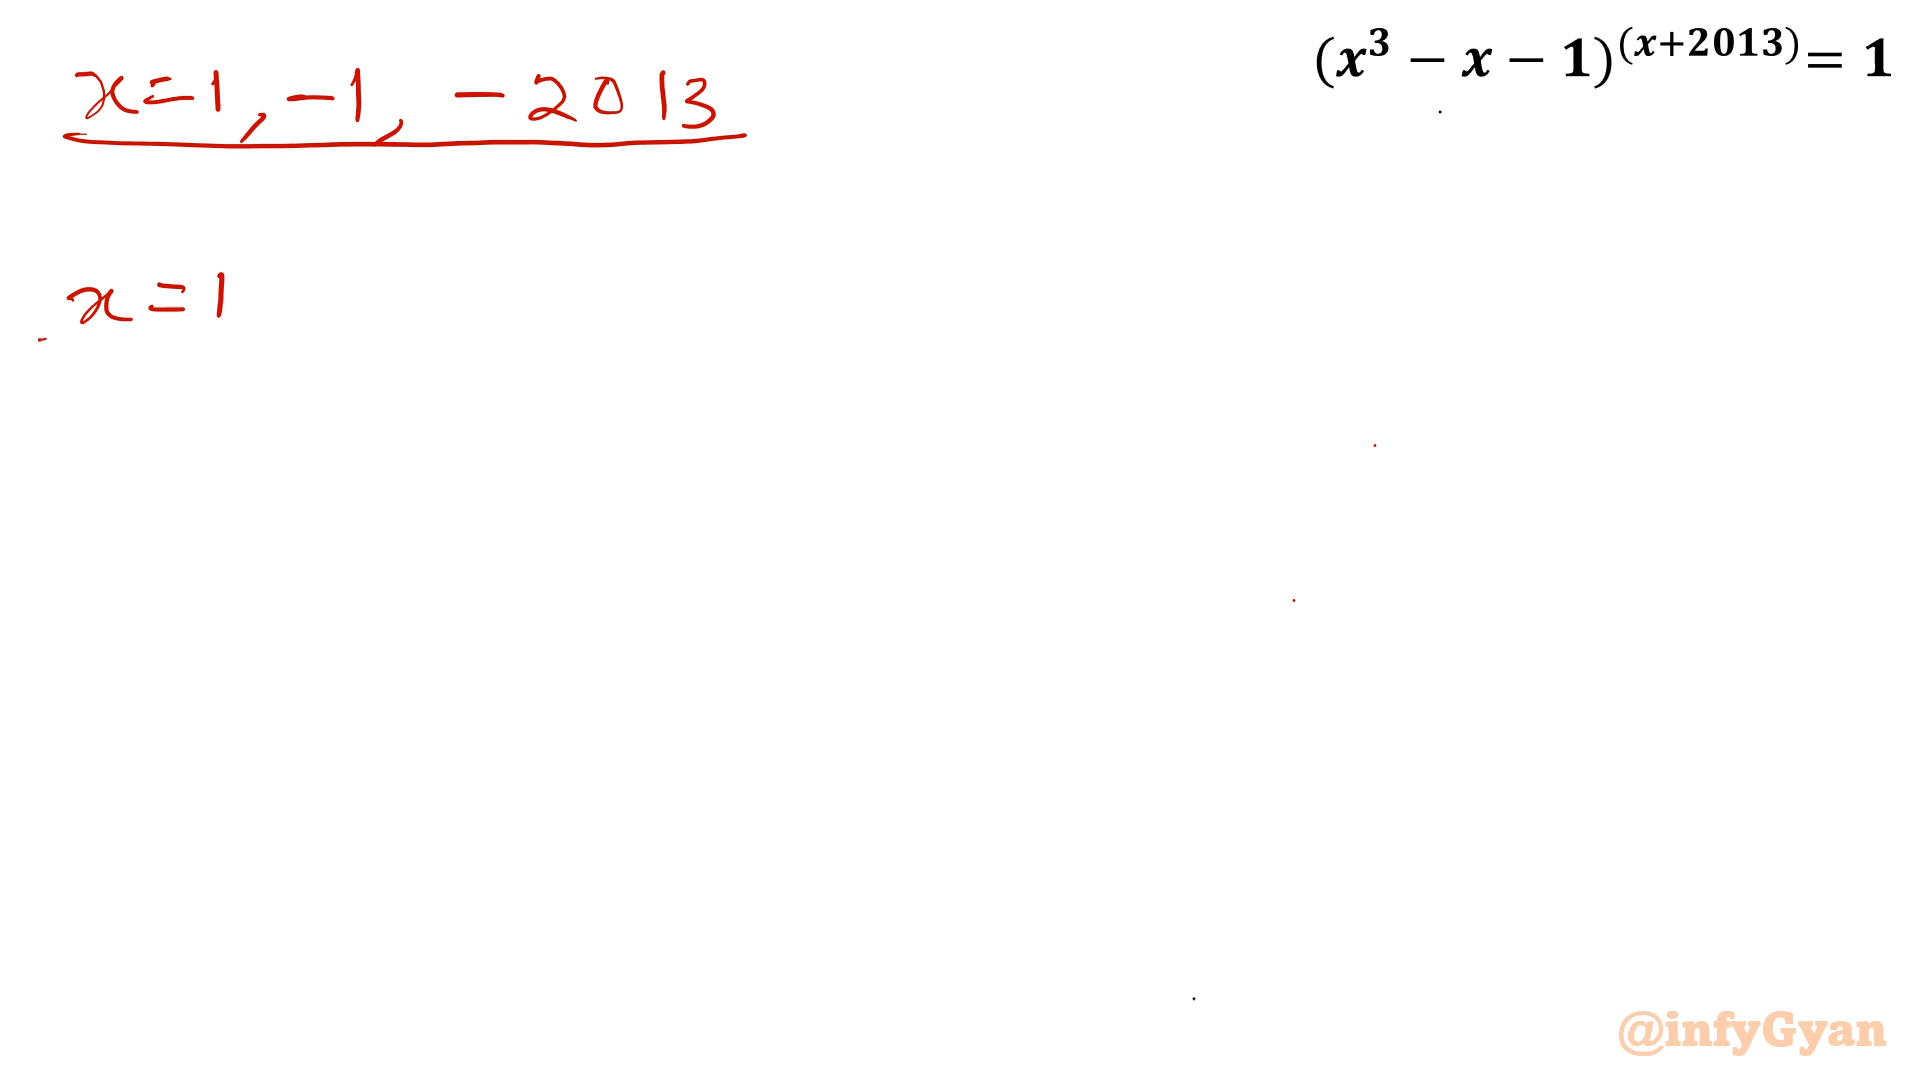 (x³ − x − 1)^(x+2013) = 1
x = 1, −1, −2013
x = 1
@infyGyan